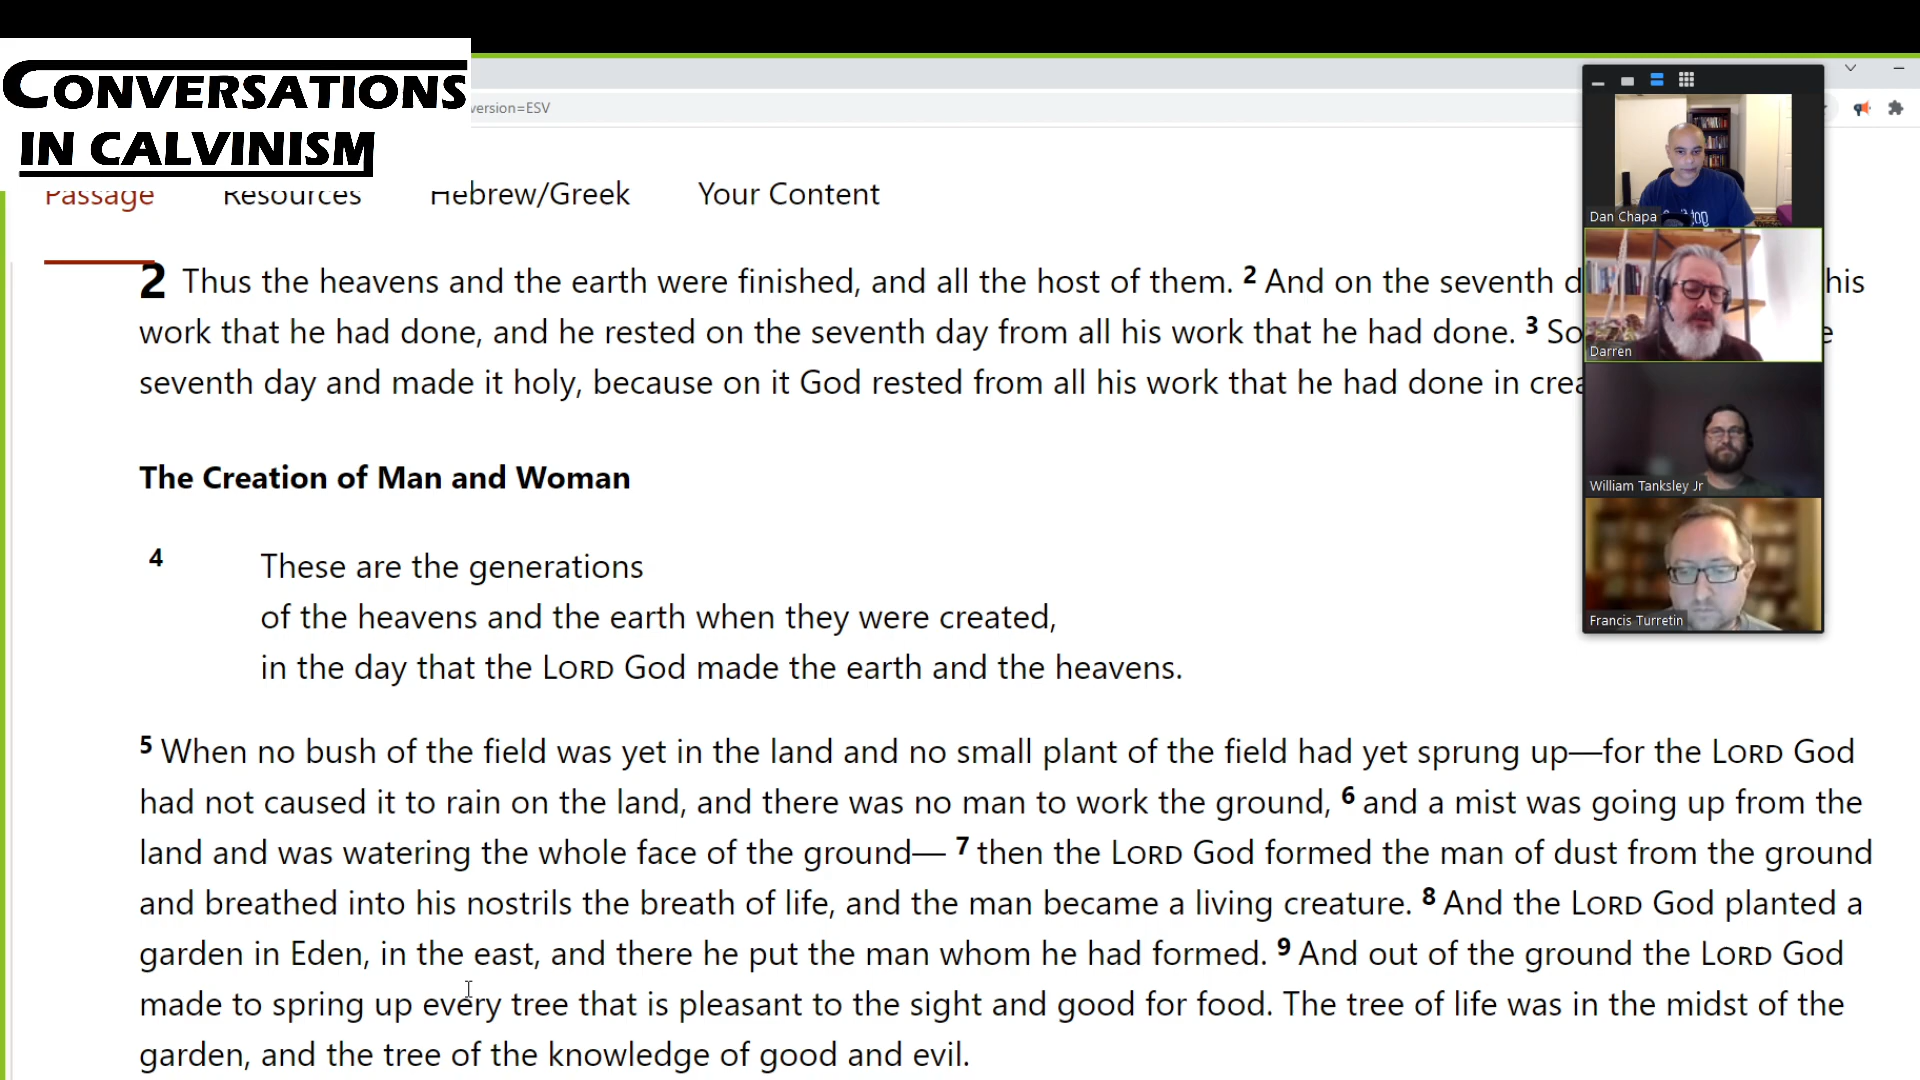 CONVERSATIONS
IN CALVINISM
version=ESV
Passage Resources Hebrew/Greek Your Content
2 Thus the heavens and the earth were finished, and all the host of them. 2 And on the seventh d his
work that he had done, and he rested on the seventh day from all his work that he had done. 3 So
seventh day and made it holy, because on it God rested from all his work that he had done in crea
The Creation of Man and Woman
4 These are the generations
of the heavens and the earth when they were created,
in the day that the LORD God made the earth and the heavens.
5 When no bush of the field was yet in the land and no small plant of the field had yet sprung up—for the LORD God
had not caused it to rain on the land, and there was no man to work the ground, 6 and a mist was going up from the
land and was watering the whole face of the ground— 7 then the LORD God formed the man of dust from the ground
and breathed into his nostrils the breath of life, and the man became a living creature. 8 And the LORD God planted a
garden in Eden, in the east, and there he put the man whom he had formed. 9 And out of the ground the LORD God
made to spring up every tree that is pleasant to the sight and good for food. The tree of life was in the midst of the
garden, and the tree of the knowledge of good and evil.
Dan Chapa
Darren
William Tanksley Jr
Francis Turretin